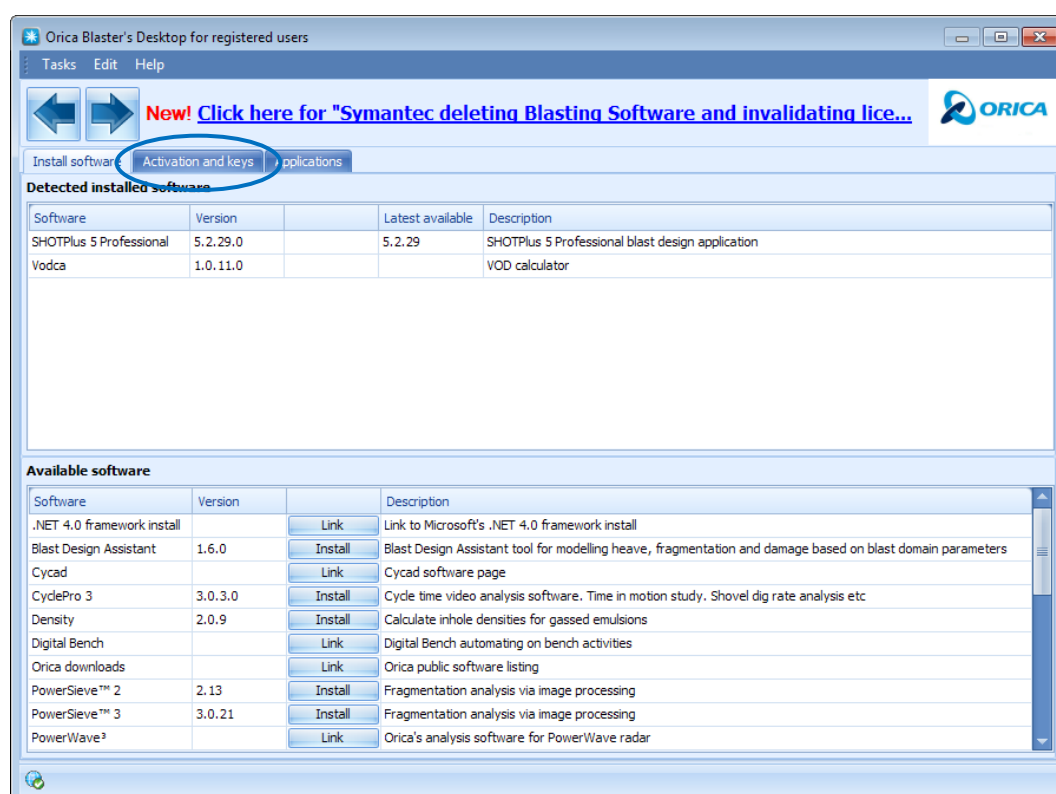 Orica Blaster's Desktop for registered users
Tasks Edit Help
New! Click here for "Symantec deleting Blasting Software and invalidating lice...
ORICA
Install software Activation and keys Applications
Detected installed software
Software Version Latest available Description
SHOTPlus 5 Professional 5.2.29.0 5.2.29 SHOTPlus 5 Professional blast design application
Vodca 1.0.11.0 VOD calculator
Available software
Software Version Description
.NET 4.0 framework install Link Link to Microsoft's .NET 4.0 framework install
Blast Design Assistant 1.6.0 Install Blast Design Assistant tool for modelling heave, fragmentation and damage based on blast domain parameters
Cycad Link Cycad software page
CyclePro 3 3.0.3.0 Install Cycle time video analysis software. Time in motion study. Shovel dig rate analysis etc
Density 2.0.9 Install Calculate inhole densities for gassed emulsions
Digital Bench Link Digital Bench automating on bench activities
Orica downloads Link Orica public software listing
PowerSieve™ 2 2.13 Install Fragmentation analysis via image processing
PowerSieve™ 3 3.0.21 Install Fragmentation analysis via image processing
PowerWave³ Link Orica's analysis software for PowerWave radar